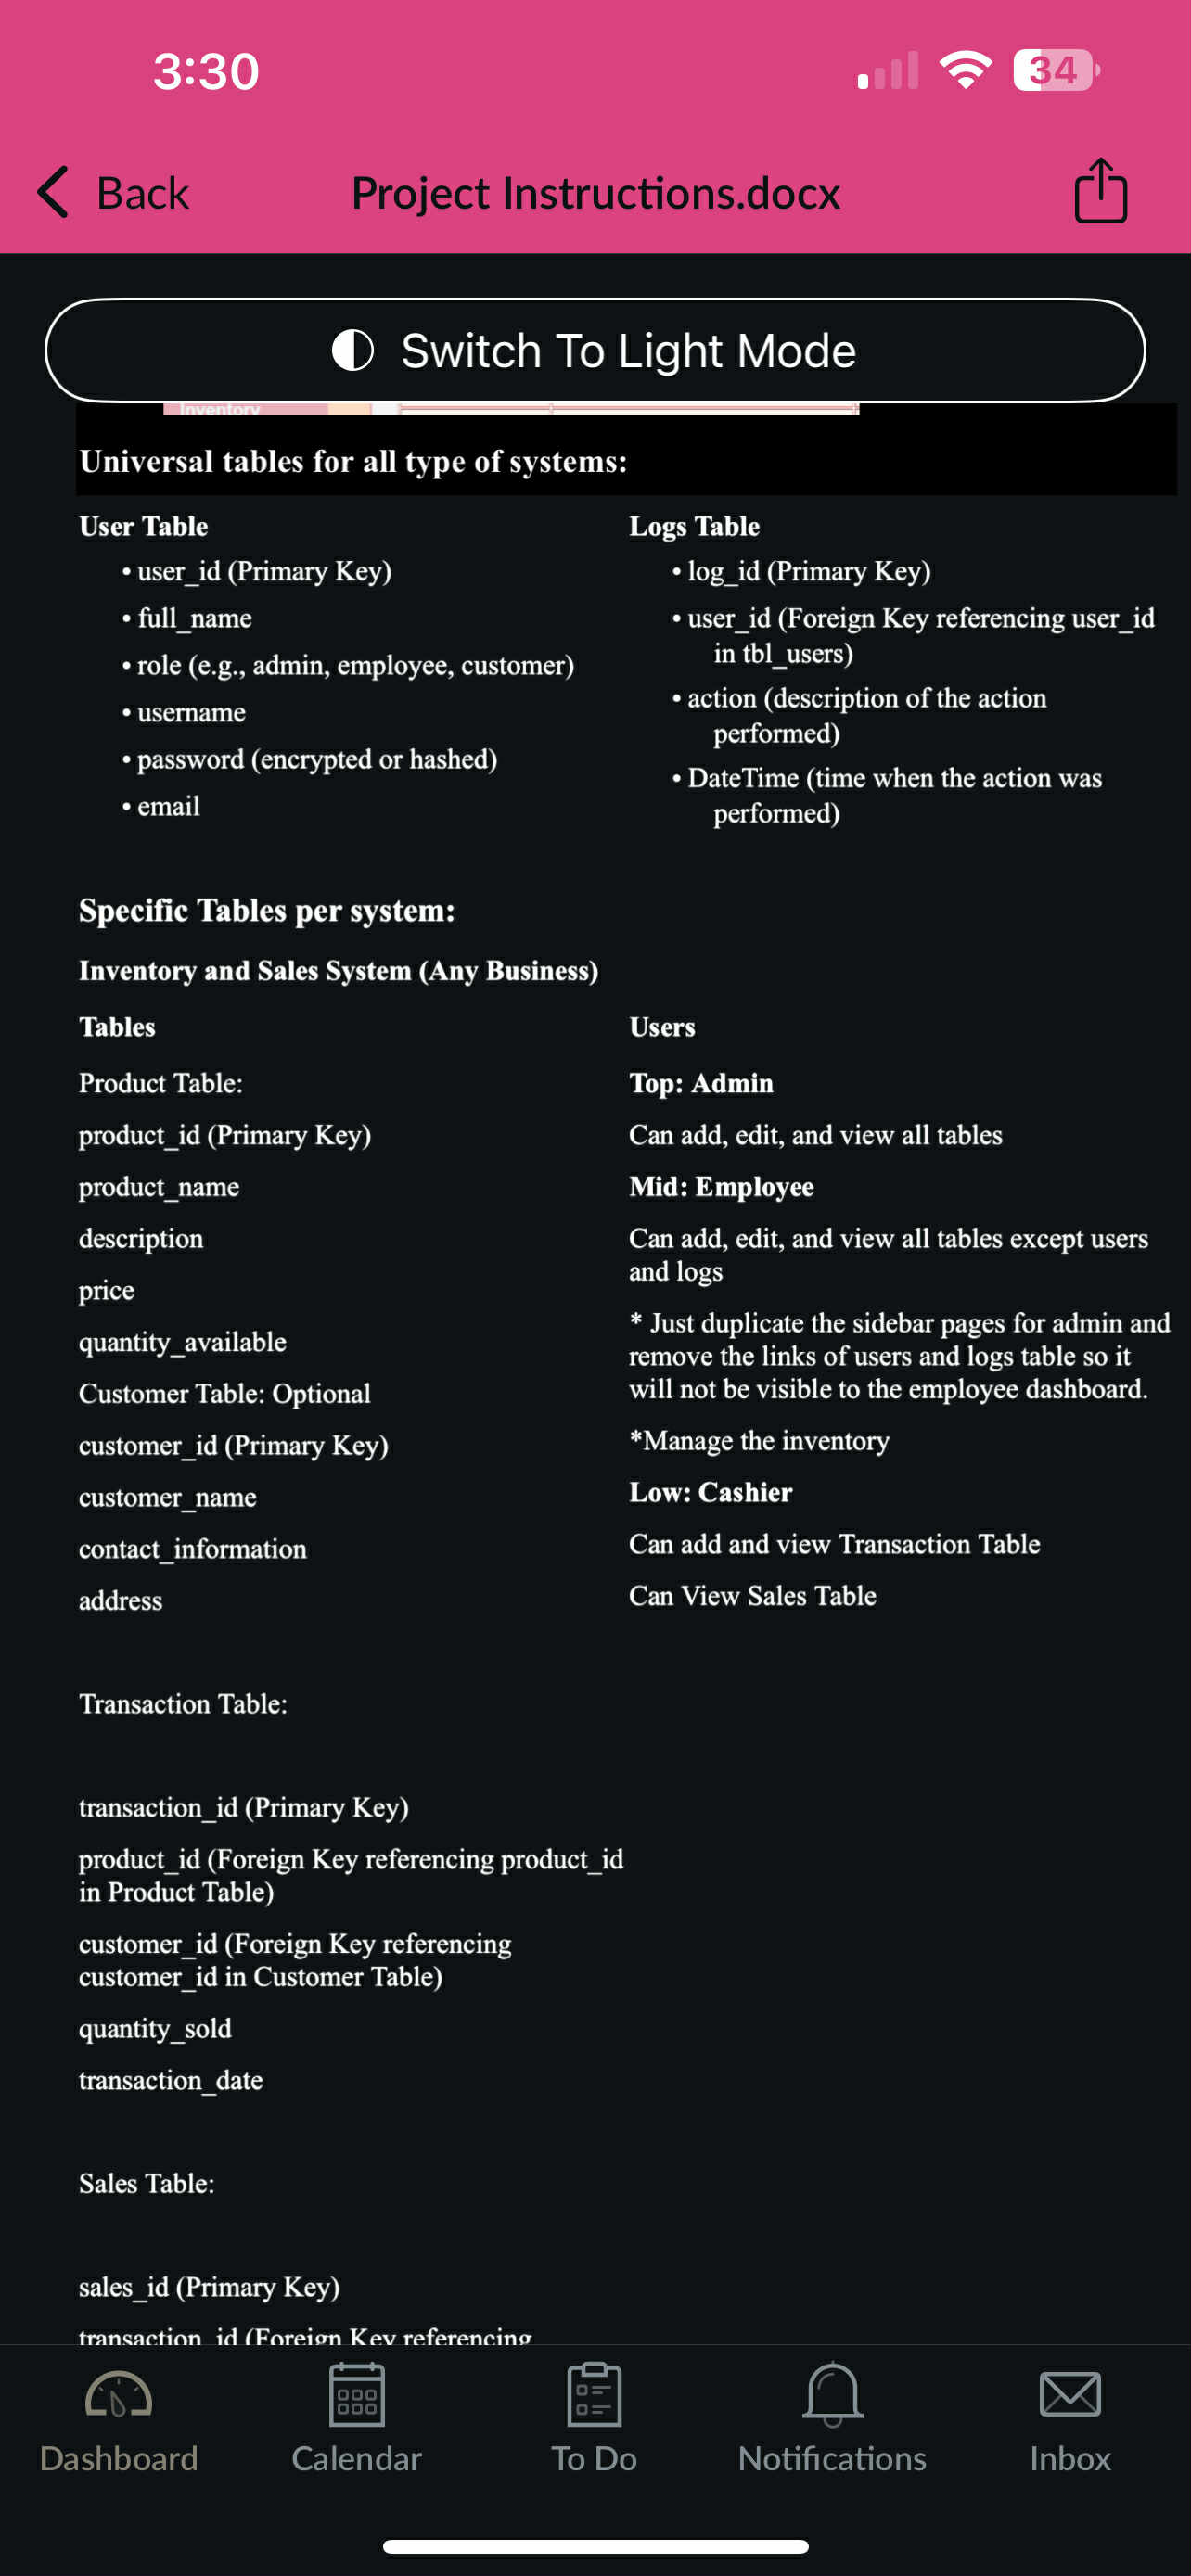 3:30
34
Back
Project Instructions.docx
Switch To Light Mode
Inventory
Universal tables for all type of systems:
User Table
• user_id (Primary Key)
• full_name
• role (e.g., admin, employee, customer)
• username
• password (encrypted or hashed)
• email
Logs Table
• log_id (Primary Key)
• user_id (Foreign Key referencing user_id
in tbl_users)
• action (description of the action
performed)
• DateTime (time when the action was
performed)
Specific Tables per system:
Inventory and Sales System (Any Business)
Tables
Product Table:
product_id (Primary Key)
product_name
description
price
quantity_available
Customer Table: Optional
customer_id (Primary Key)
customer_name
contact_information
address
Transaction Table:
transaction_id (Primary Key)
product_id (Foreign Key referencing product_id
in Product Table)
customer_id (Foreign Key referencing
customer_id in Customer Table)
quantity_sold
transaction_date
Sales Table:
sales_id (Primary Key)
transaction_id (Foreign Key referencing
Users
Top: Admin
Can add, edit, and view all tables
Mid: Employee
Can add, edit, and view all tables except users
and logs
* Just duplicate the sidebar pages for admin and
remove the links of users and logs table so it
will not be visible to the employee dashboard.
*Manage the inventory
Low: Cashier
Can add and view Transaction Table
Can View Sales Table
Dashboard
Calendar
To Do
Notifications
Inbox